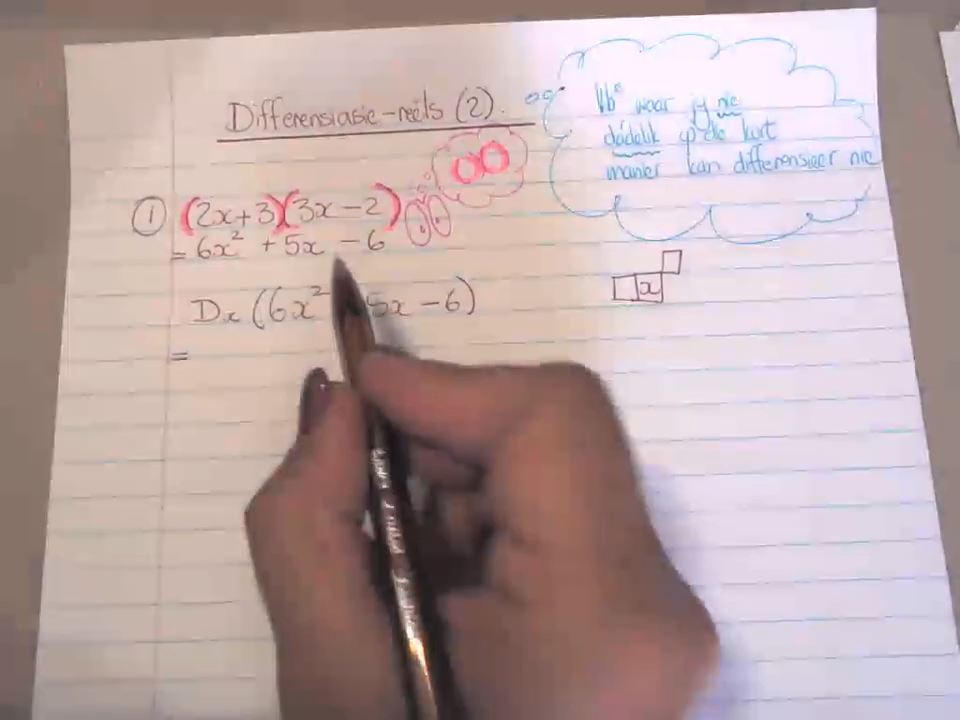 Differensiasie-reëls (2).
Vb. waar jy nie
dadelik op die kort
manier kan differensieer nie
① (2x+3)(3x-2)
= 6x² + 5x - 6
Dx (6x² 5x - 6)
x
=